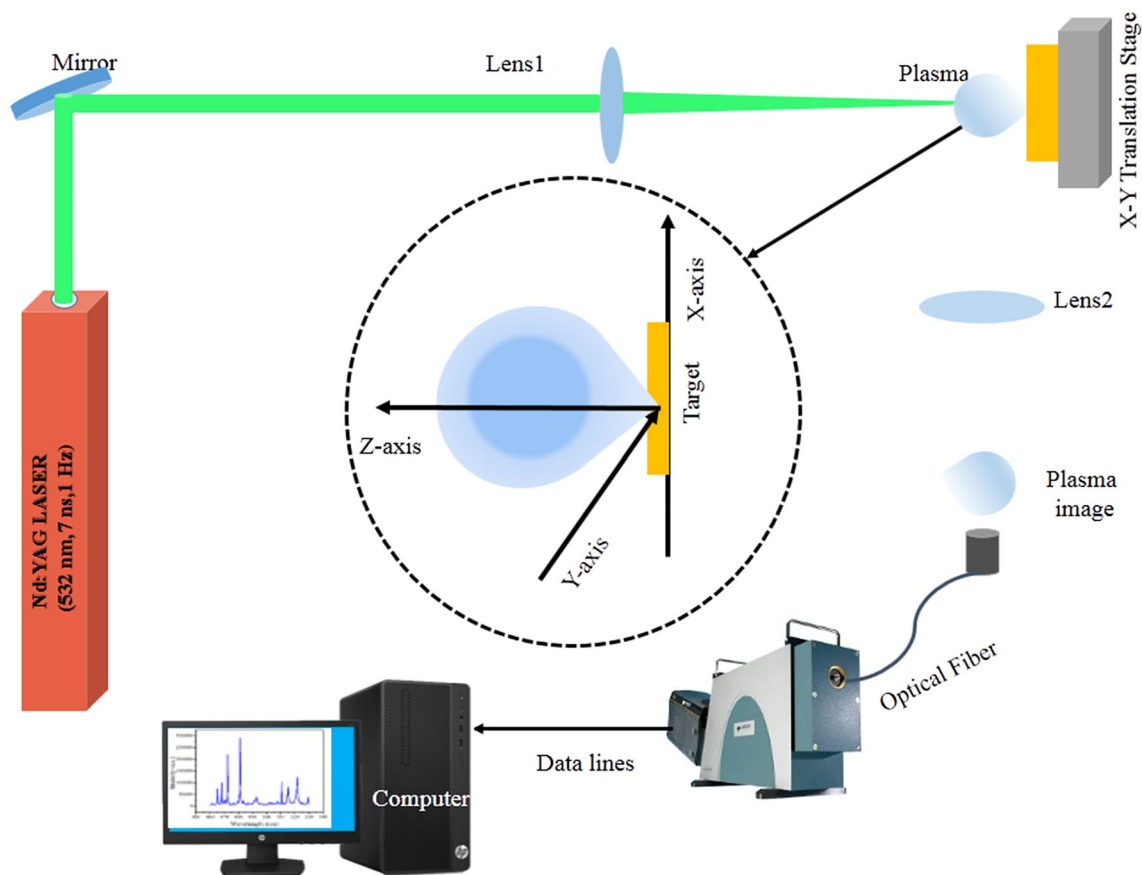 Mirror
Lens1
Plasma
X-Y Translation Stage
X-axis
Lens2
Target
Z-axis
Nd:YAG LASER
(532 nm,7 ns,1 Hz)
Plasma
image
Y-axis
Optical Fiber
Data lines
Computer